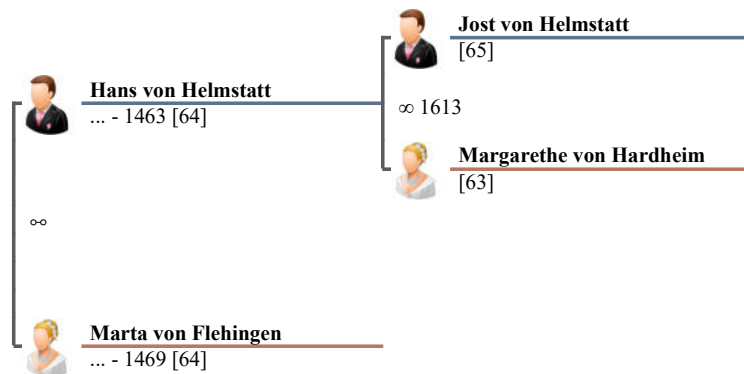 Jost von Helmstatt
[65]
Hans von Helmstatt
... - 1463 [64]
∞ 1613
Margarethe von Hardheim
[63]
⚯
Marta von Flehingen
... - 1469 [64]